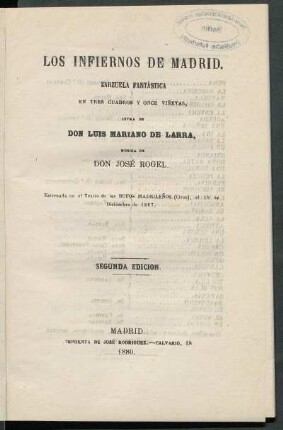 LOS INFIERNOS DE MADRID,
ZARZUELA FANTÁSTICA
EN TRES CUADROS Y ONCE VIÑETAS,
LETRA DE
DON LUIS MARIANO DE LARRA,
MÚSICA DE
DON JOSÉ ROGEL.
Estrenada en el Teatro de los BUFOS MADRILEÑOS (Circo), el de
Diciembre de 1867.
SEGUNDA EDICION.
MADRID
IMPRENTA DE JOSÉ RODRIGUEZ.—CALVARIO, 18
1880.